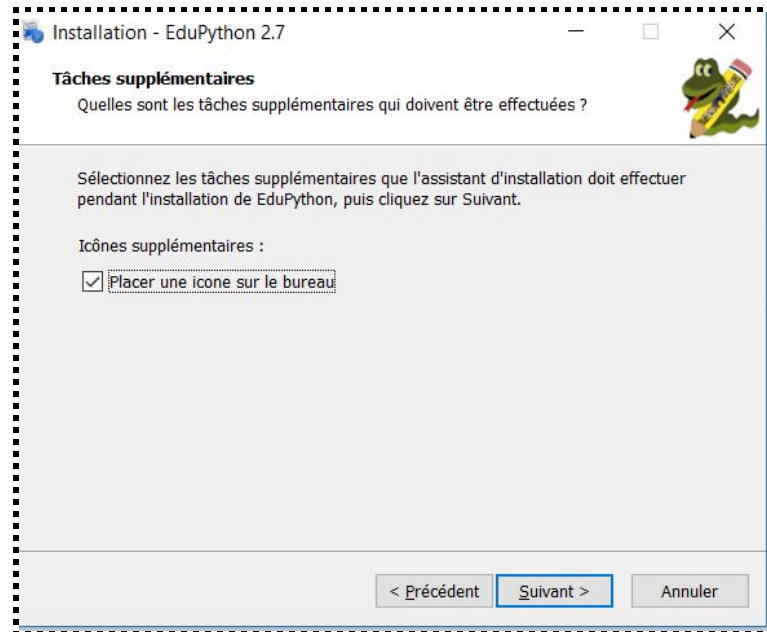 Installation - EduPython 2.7
Tâches supplémentaires
Quelles sont les tâches supplémentaires qui doivent être effectuées ?
Sélectionnez les tâches supplémentaires que l'assistant d'installation doit effectuer
pendant l'installation de EduPython, puis cliquez sur Suivant.
Icônes supplémentaires :
Placer une icone sur le bureau
< Précédent
Suivant >
Annuler